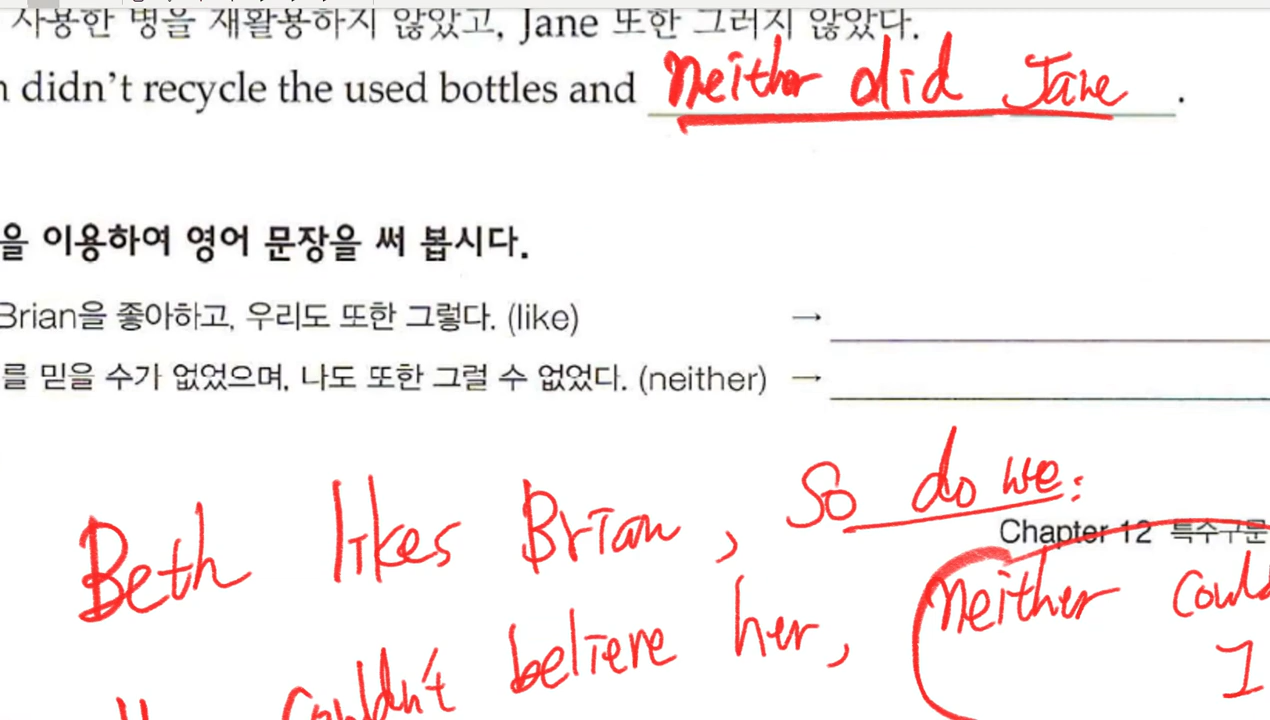 사용한 병을 재활용하지 않았고, Jane 또한 그러지 않았다.
didn't recycle the used bottles and neither did Jane.
을 이용하여 영어 문장을 써 봅시다.
Brian을 좋아하고, 우리도 또한 그렇다. (like) →
를 믿을 수가 없었으며, 나도 또한 그럴 수 없었다. (neither) →
Beth likes Brian, so do we.
Chapter 12 특수구문
couldn't believe her, neither could
I